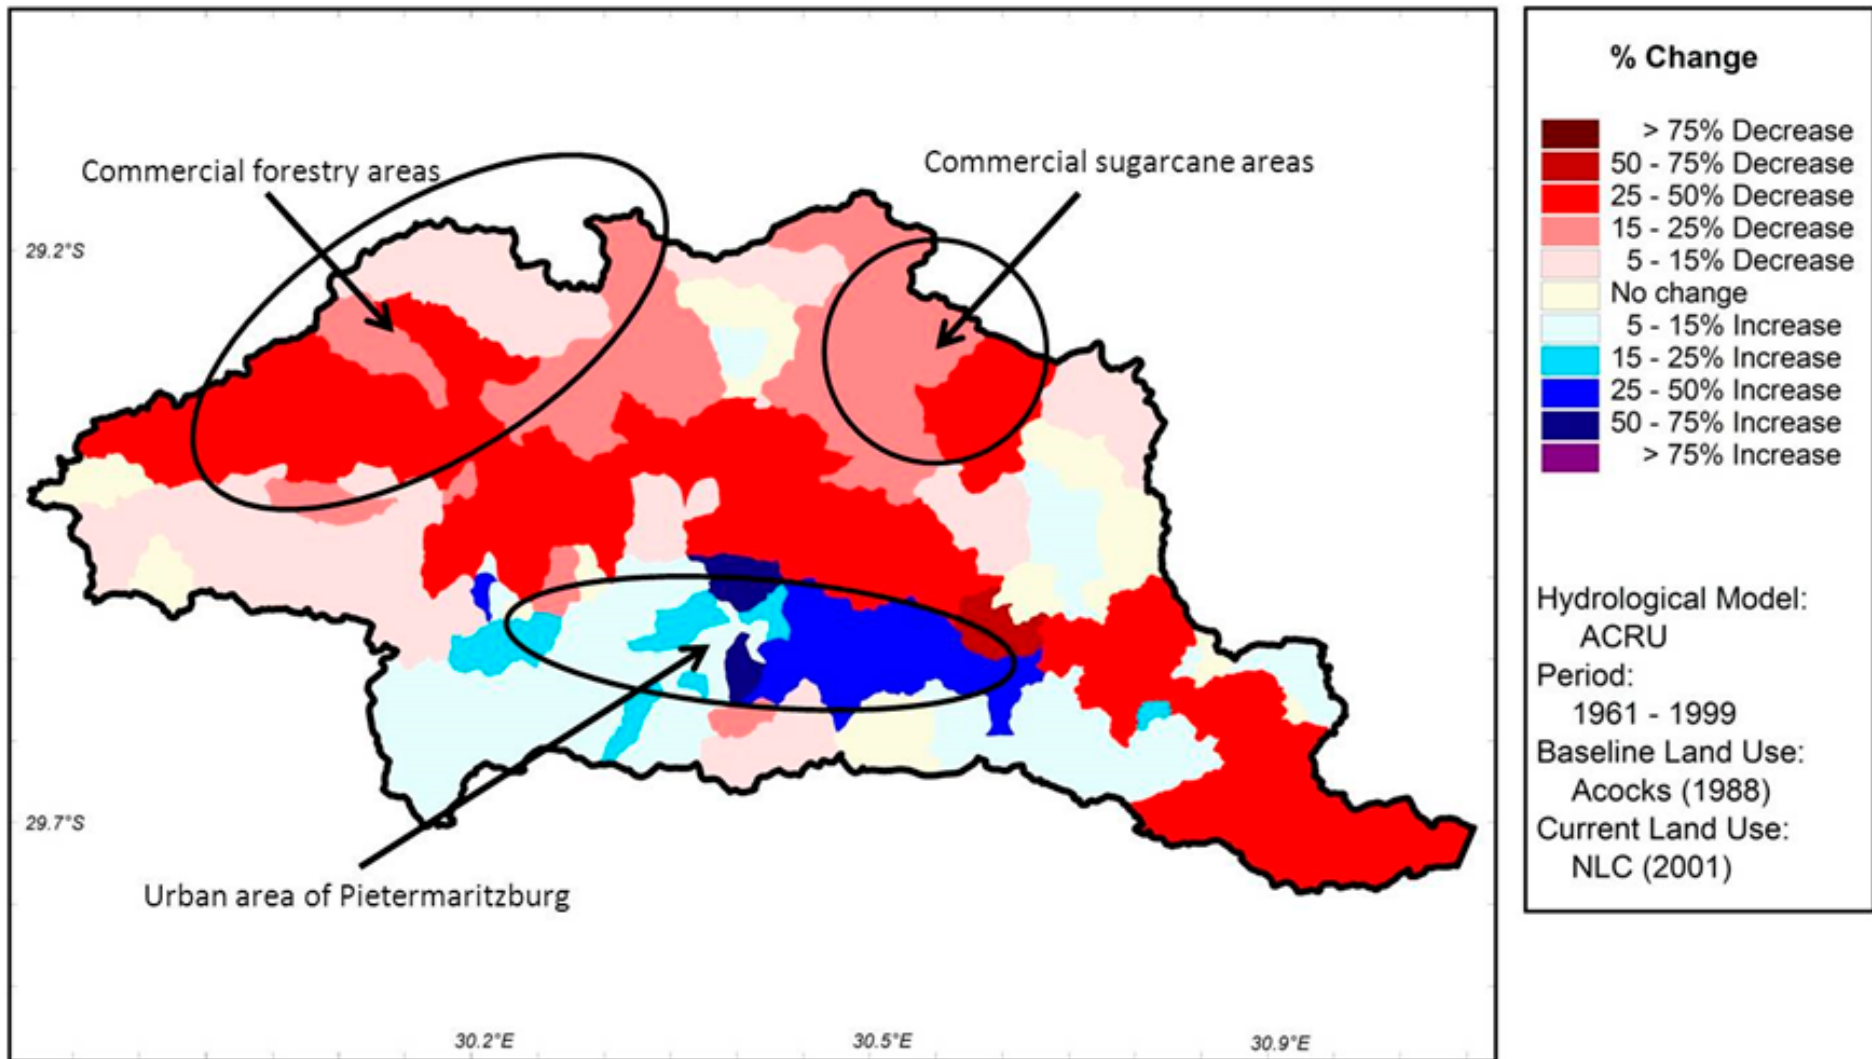 Commercial forestry areas
Commercial sugarcane areas
29.2°S
29.7°S
Urban area of Pietermaritzburg
30.2°E
30.5°E
30.9°E
% Change
> 75% Decrease
50 - 75% Decrease
25 - 50% Decrease
15 - 25% Decrease
5 - 15% Decrease
No change
5 - 15% Increase
15 - 25% Increase
25 - 50% Increase
50 - 75% Increase
> 75% Increase
Hydrological Model:
ACRU
Period:
1961 - 1999
Baseline Land Use:
Acocks (1988)
Current Land Use:
NLC (2001)